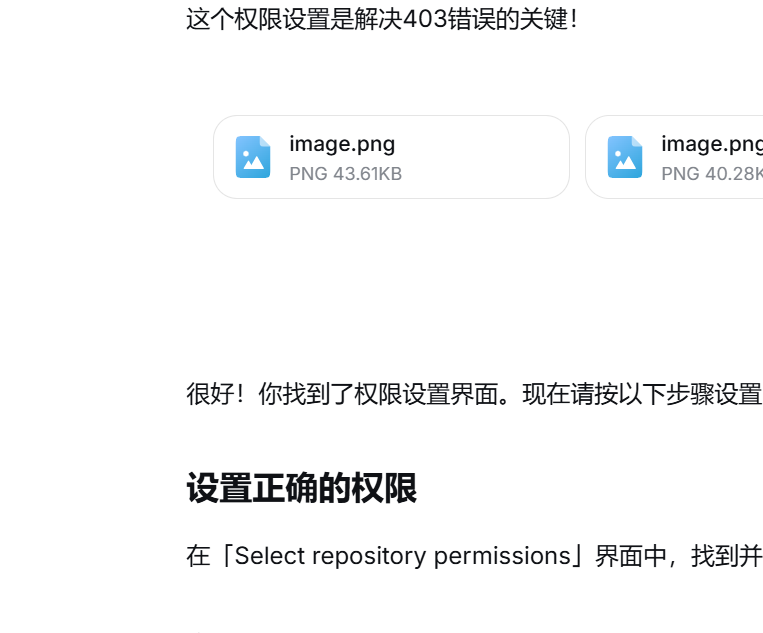 这个权限设置是解决403错误的关键！
image.png
PNG 43.61KB
image.png
PNG 40.28K
很好！你找到了权限设置界面。现在请按以下步骤设置
设置正确的权限
在「Select repository permissions」界面中，找到并